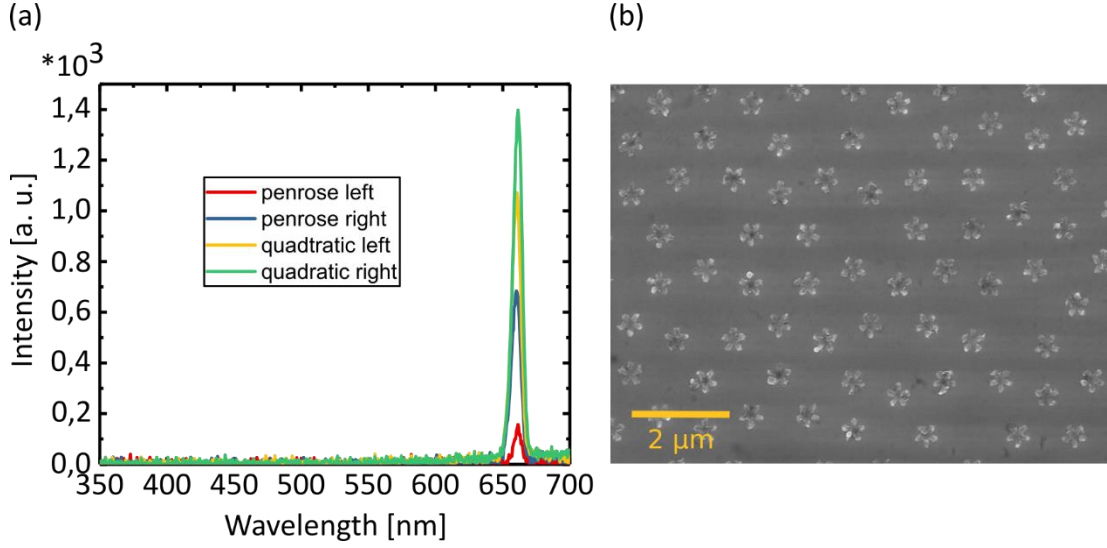 (a)
(b)
*10³
1,4
1,2
1,0
0,8
0,6
0,4
0,2
0,0
Intensity [a. u.]
penrose left
penrose right
quadtratic left
quadratic right
350 400 450 500 550 600 650 700
Wavelength [nm]
2 µm